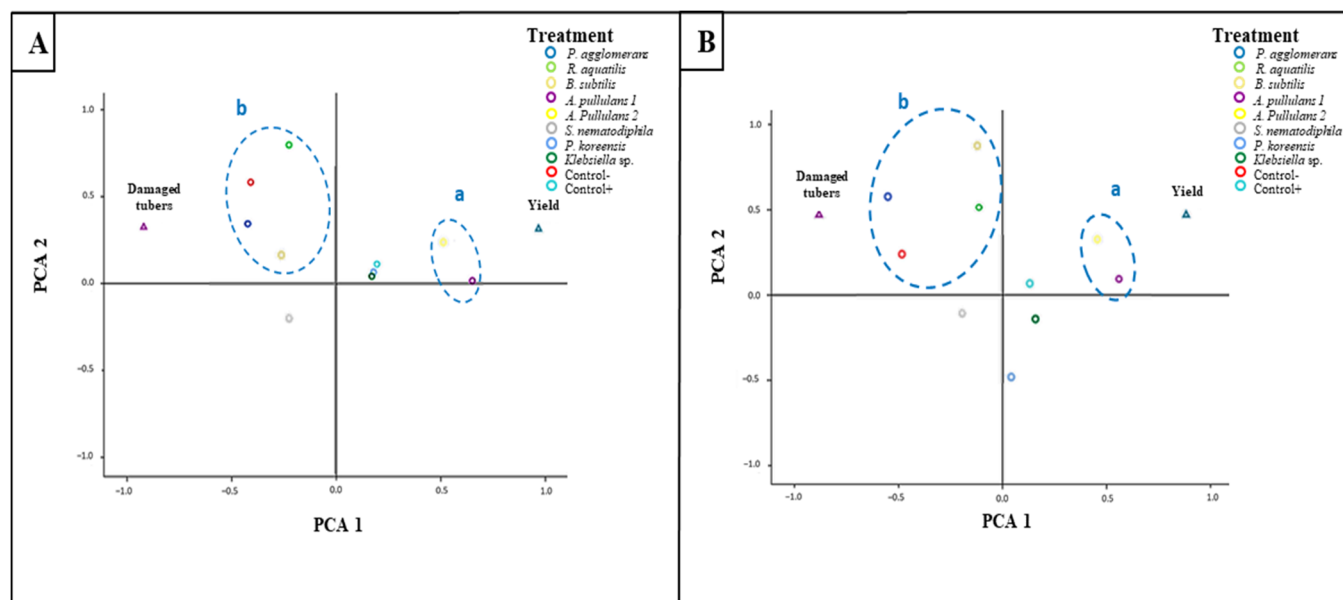 A
Treatment
P. agglomerans
R. aquatilis
B. subtilis
A. pullulans 1
A. Pullulans 2
S. nematodiphila
P. koreensis
Klebsiella sp.
Control-
Control+
b
a
Damaged
tubers
Yield
1.0
0.5
0.0
−0.5
−1.0
PCA 2
−1.0
−0.5
0.0
0.5
1.0
PCA 1
B
Treatment
P. agglomerans
R. aquatilis
B. subtilis
A. pullulans 1
A. Pullulans 2
S. nematodiphila
P. koreensis
Klebsiella sp.
Control-
Control+
b
a
Damaged
tubers
Yield
1.0
0.5
0.0
−0.5
−1.0
PCA 2
−1.0
−0.5
0.0
0.5
1.0
PCA 1